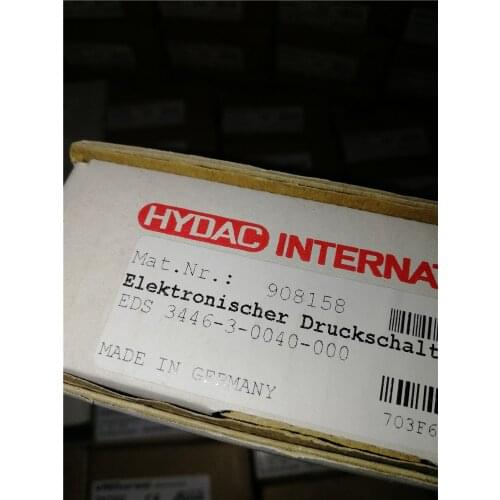 HYDAC INTERNAT
Mat.Nr.: 908158
Elektronischer Druckschalt
EDS 3446-3-0040-000
MADE IN GERMANY
703F6